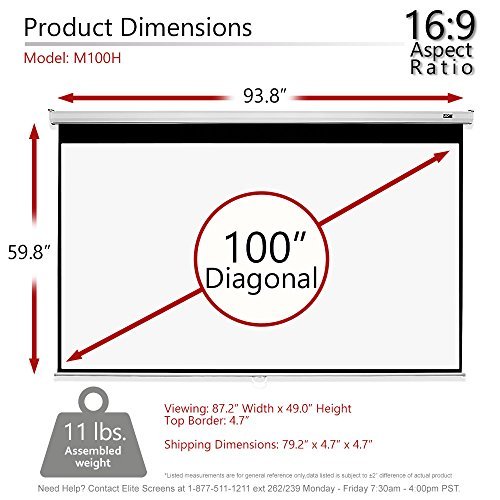 Product Dimensions
Model: M100H
16:9
Aspect
Ratio
93.8”
59.8”
100”
Diagonal
11 lbs.
Assembled
weight
Viewing: 87.2” Width x 49.0” Height
Top Border: 4.7”
Shipping Dimensions: 79.2” x 4.7” x 4.7”
*Listed measurements are for general reference only,data listed is subject to ±2” difference of actual product
Need Help? Contact Elite Screens at 1-877-511-1211 ext 262/239 Monday - Friday 7:30am - 4:00pm PST.